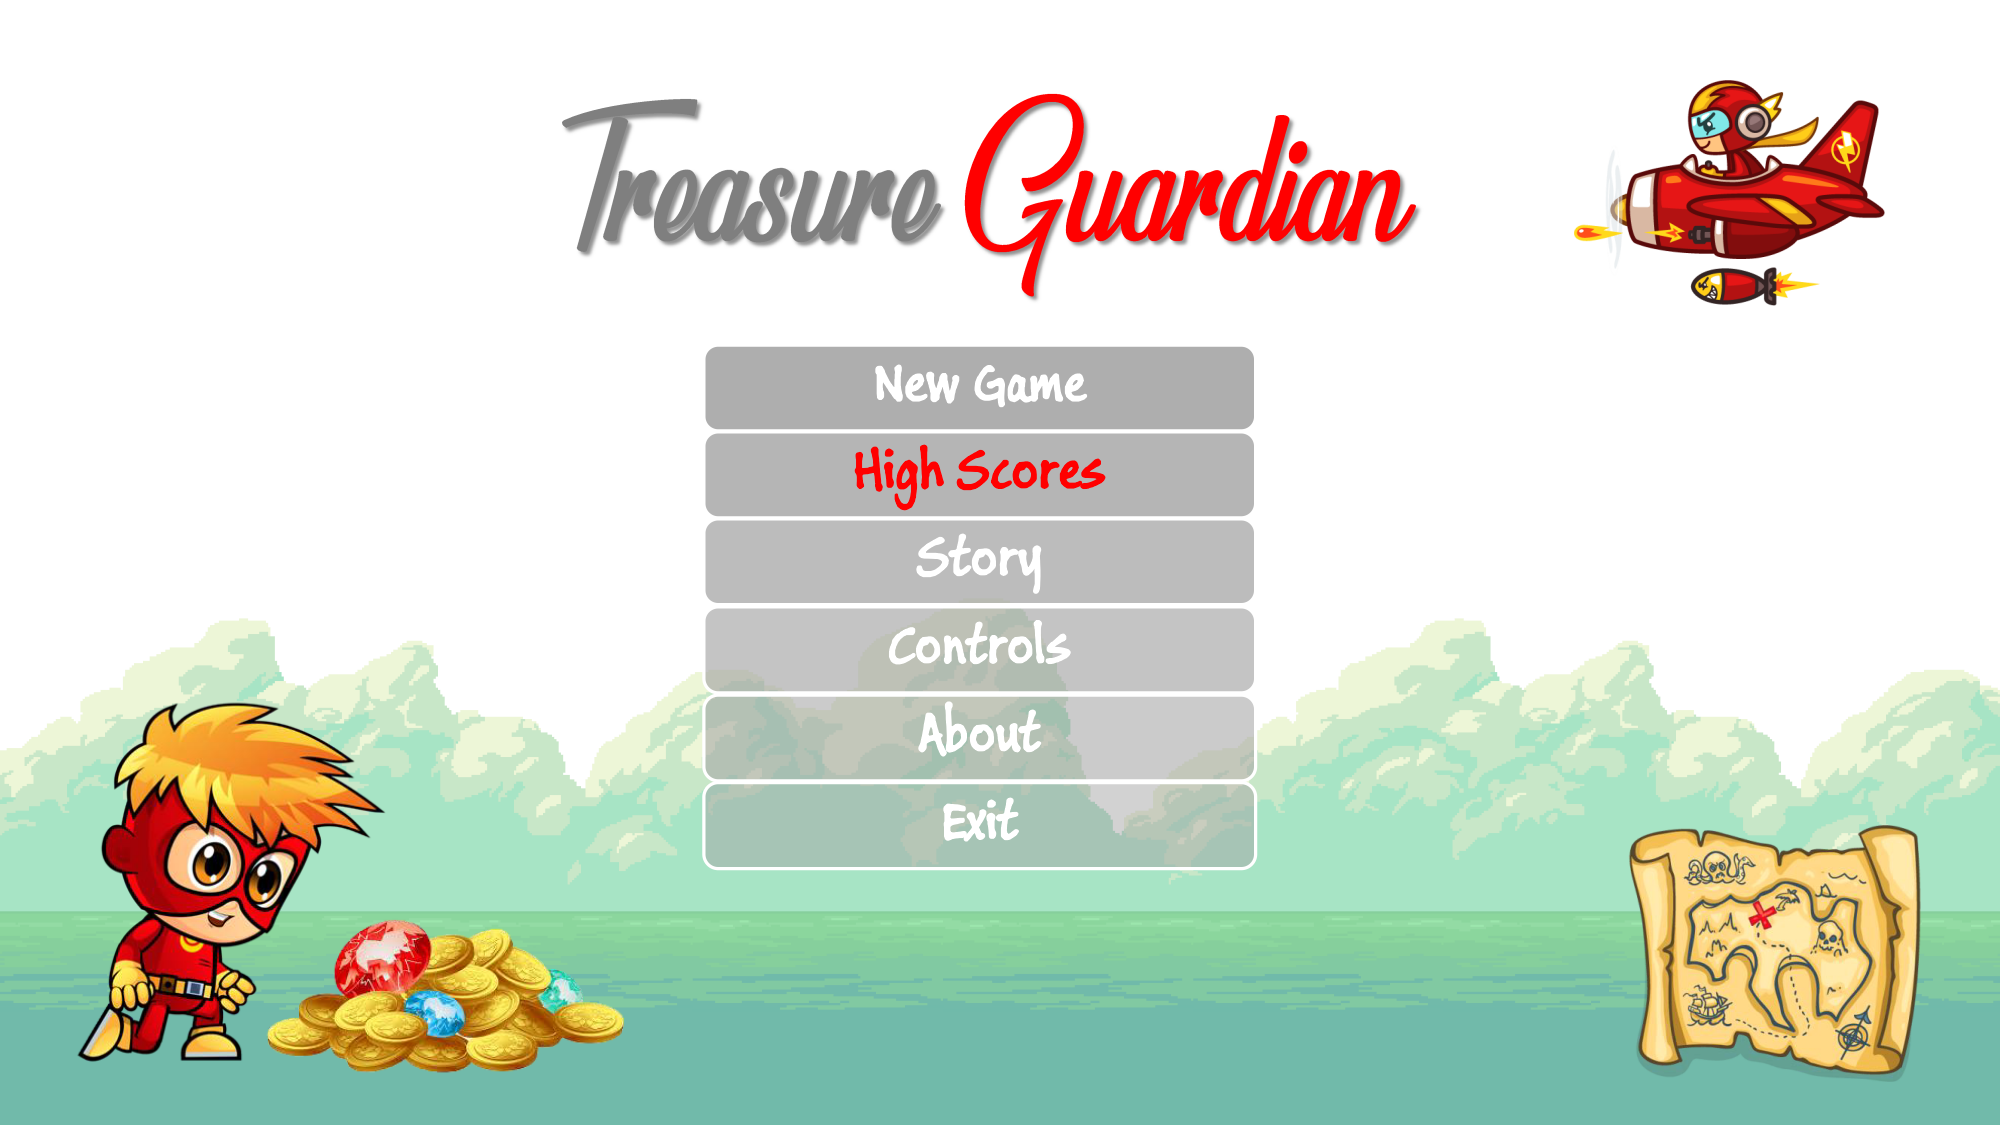 Treasure Guardian
New Game
High Scores
Story
Controls
About
Exit